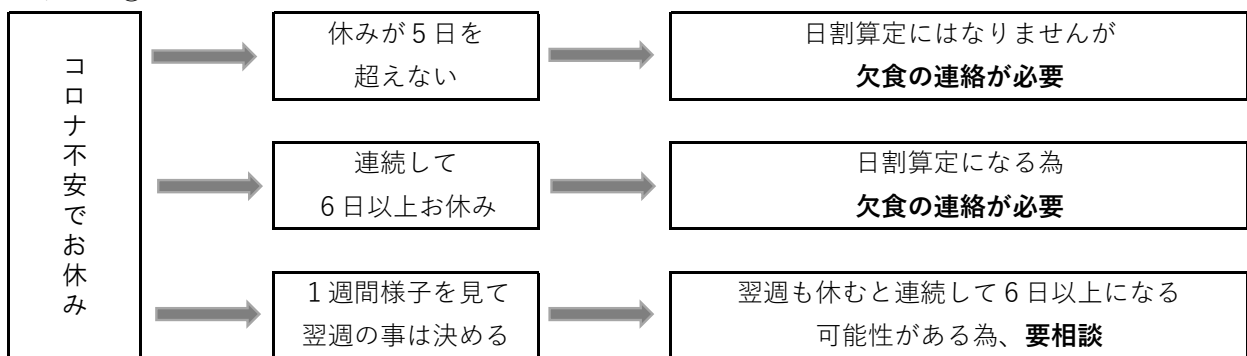 コロナ不安でお休み
休みが5日を
超えない
日割算定にはなりませんが
欠食の連絡が必要
連続して
6日以上お休み
日割算定になる為
欠食の連絡が必要
1週間様子を見て
翌週の事は決める
翌週も休むと連続して6日以上になる
可能性がある為、要相談